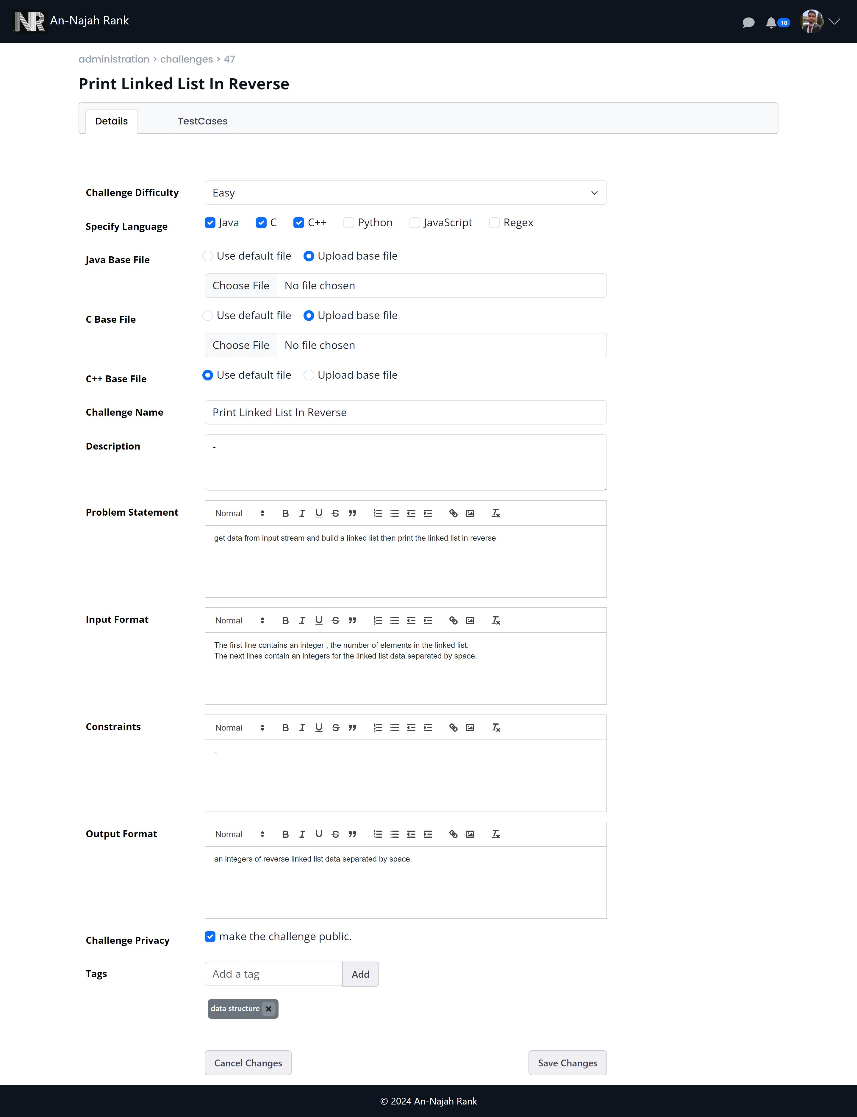 NR An-Najah Rank
10
administration > challenges > 47
Print Linked List In Reverse
Details TestCases
Challenge Difficulty Easy
Specify Language Java C C++ Python JavaScript Regex
Java Base File Use default file Upload base file
Choose File No file chosen
C Base File Use default file Upload base file
Choose File No file chosen
C++ Base File Use default file Upload base file
Challenge Name Print Linked List In Reverse
Description -
Problem Statement Normal B I U S
get data from input stream and build a linked list then print the linked list in reverse
Input Format Normal B I U S
The first line contains an integer , the number of elements in the linked list.
The next lines contain an integers for the linked list data separated by space.
Constraints Normal B I U S
-
Output Format Normal B I U S
an integers of reverse linked list data separated by space.
Challenge Privacy make the challenge public.
Tags Add a tag Add
data structure x
Cancel Changes Save Changes
© 2024 An-Najah Rank